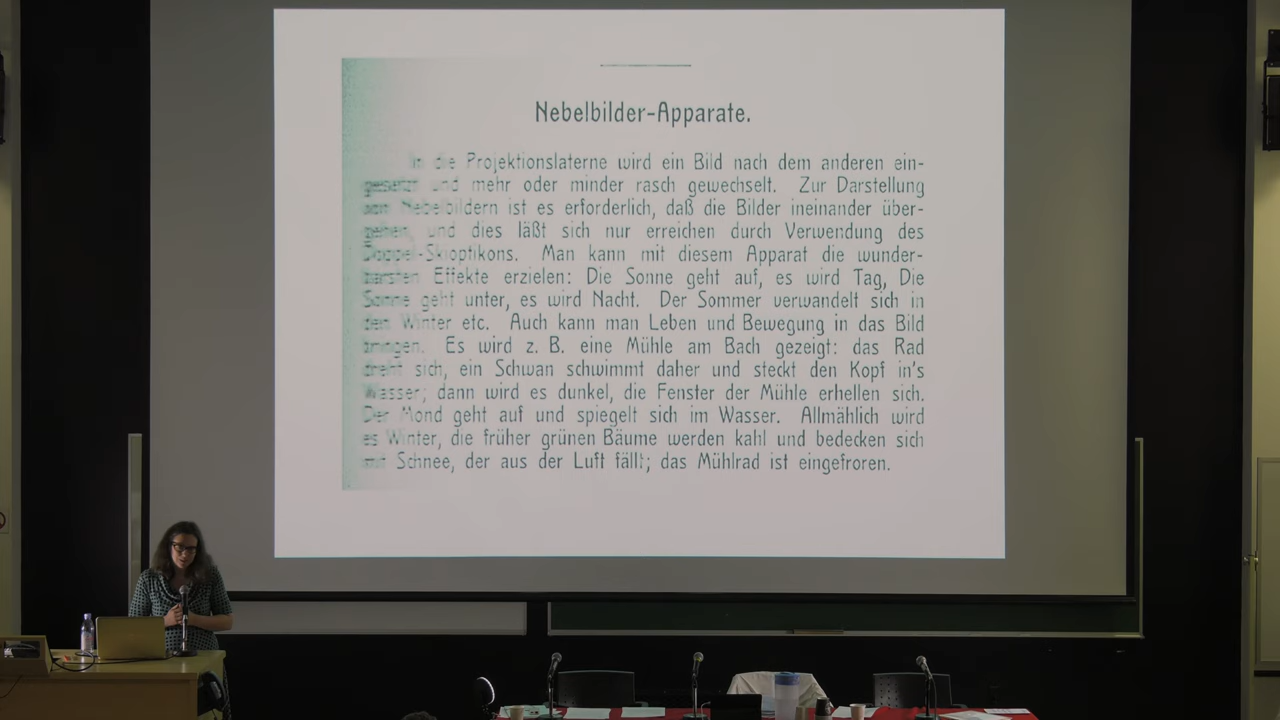 Nebelbilder-Apparate.
In die Projektionslaterne wird ein Bild nach dem anderen ein-
gesetzt und mehr oder minder rasch gewechselt. Zur Darstellung
von Nebelbildern ist es erforderlich, daß die Bilder ineinander über-
gehen, und dies läßt sich nur erreichen durch Verwendung des
Doppel-Skioptikons. Man kann mit diesem Apparat die wunder-
barsten Effekte erzielen: Die Sonne geht auf, es wird Tag, Die
Sonne geht unter, es wird Nacht. Der Sommer verwandelt sich in
den Winter etc. Auch kann man Leben und Bewegung in das Bild
bringen. Es wird z. B. eine Mühle am Bach gezeigt: das Rad
dreht sich, ein Schwan schwimmt daher und steckt den Kopf in's
Wasser; dann wird es dunkel, die Fenster der Mühle erhellen sich.
Der Mond geht auf und spiegelt sich im Wasser. Allmählich wird
es Winter, die früher grünen Bäume werden kahl und bedecken sich
mit Schnee, der aus der Luft fällt; das Mühlrad ist eingefroren.